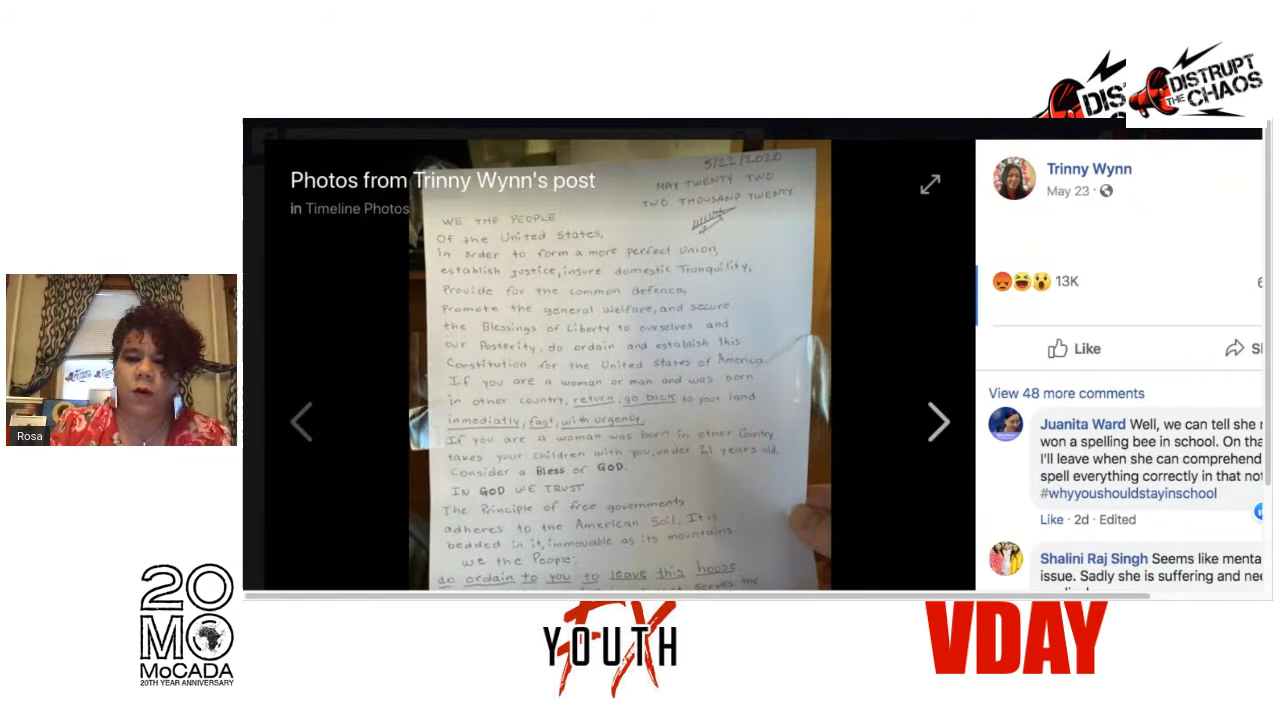 DIS
DISTRUPT
THE CHAOS
Photos from Trinny Wynn's post
in Timeline Photos
5/22/2020
MAY TWENTY TWO
TWO THOUSAND TWENTY
WE THE PEOPLE
Of the United States,
in order to form a more perfect Union,
establish justice, insure domestic Tranquility,
Provide for the common defence,
Promote the general welfare, and secure
the Blessings of Liberty to ourselves and
our Posterity, do ordain and establish this
Constitution for the United States of America
If you are a woman or man and was born
in other country, return, go back to your land
inmediatly, fast, with urgency.
If you are a woman was born in other Country
takes your children with you, under 21 years old.
Consider a Bless of GOD.
IN GOD WE TRUST
The Principle of free governments
adheres to the American Soil. It is
bedded in it, immovable as its mountains.
we the People:
do ordain to you to leave this house
serves the
Trinny Wynn
May 23
13K
Like
View 48 more comments
Juanita Ward Well, we can tell she
won a spelling bee in school. On
I'll leave when she can comprehend
spell everything correctly in that
#whyyoushouldstayinschool
Like · 2d · Edited
Shalini Raj Singh Seems like
issue. Sadly she is suffering and
Rosa
20
MO
MoCADA
20TH YEAR ANNIVERSARY
FX
YOUTH
VDAY